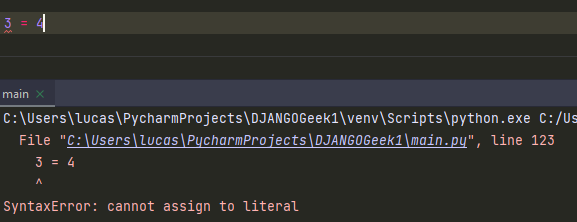 3 = 4
main
C:\Users\lucas\PycharmProjects\DJANGOGeek1\venv\Scripts\python.exe C:/Us
File "C:\Users\lucas\PycharmProjects\DJANGOGeek1\main.py", line 123
3 = 4
^
SyntaxError: cannot assign to literal